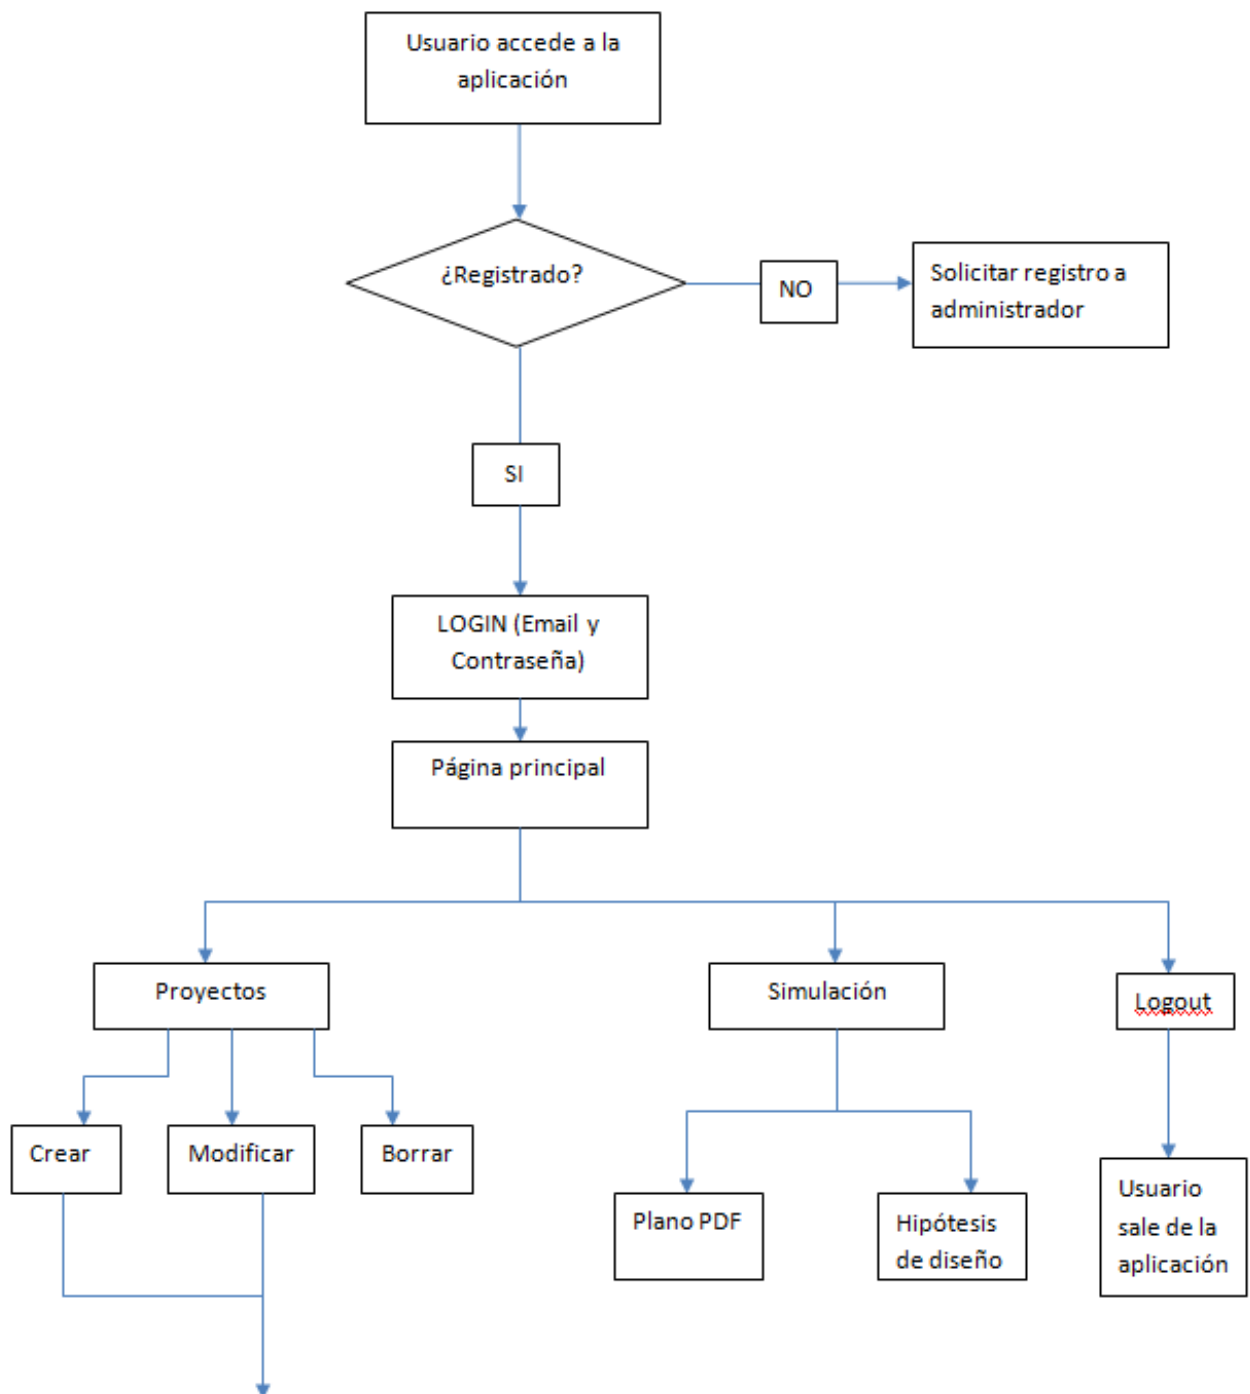 Usuario accede a la
aplicación
¿Registrado?
NO
Solicitar registro a
administrador
SI
LOGIN (Email y
Contraseña)
Página principal
Proyectos
Simulación
Logout
Crear
Modificar
Borrar
Plano PDF
Hipótesis
de diseño
Usuario
sale de la
aplicación